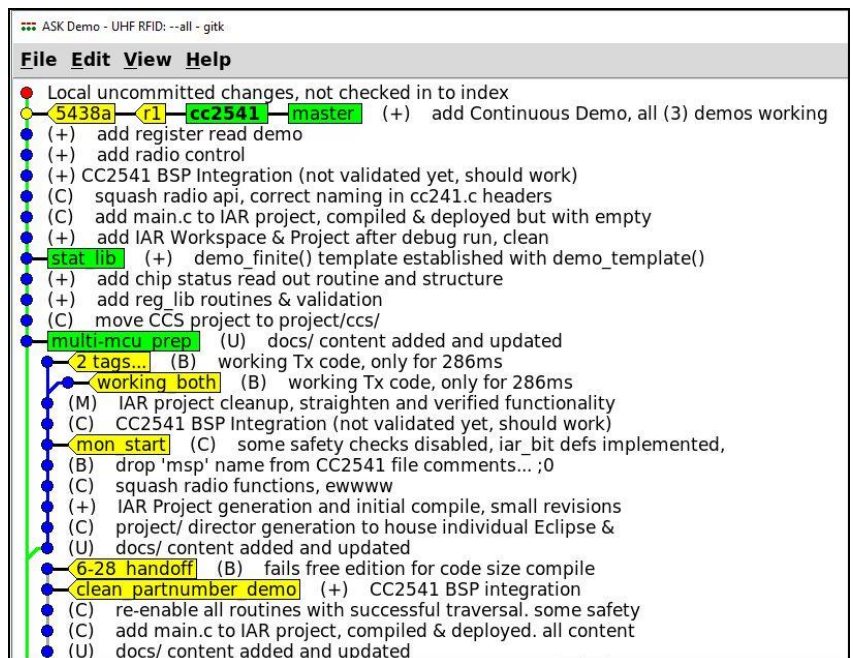 ASK Demo - UHF RFID: --all - gitk
File Edit View Help
Local uncommitted changes, not checked in to index
5438a r1 cc2541 master (+) add Continuous Demo, all (3) demos working
(+) add register read demo
(+) add radio control
(+) CC2541 BSP Integration (not validated yet, should work)
(C) squash radio api, correct naming in cc241.c headers
(C) add main.c to IAR project, compiled & deployed but with empty
(+) add IAR Workspace & Project after debug run, clean
stat_lib (+) demo_finite() template established with demo_template()
(+) add chip status read out routine and structure
(+) add reg_lib routines & validation
(C) move CCS project to project/ccs/
multi-mcu_prep (U) docs/ content added and updated
2 tags... (B) working Tx code, only for 286ms
working_both (B) working Tx code, only for 286ms
(M) IAR project cleanup, straighten and verified functionality
(C) CC2541 BSP Integration (not validated yet, should work)
mon_start (C) some safety checks disabled, iar_bit defs implemented,
(B) drop 'msp' name from CC2541 file comments... ;0
(C) squash radio functions, ewwww
(+) IAR Project generation and initial compile, small revisions
(C) project/ director generation to house individual Eclipse &
(U) docs/ content added and updated
6-28_handoff (B) fails free edition for code size compile
clean_partnumber_demo (+) CC2541 BSP integration
(C) re-enable all routines with successful traversal. some safety
(C) add main.c to IAR project, compiled & deployed. all content
(U) docs/ content added and updated